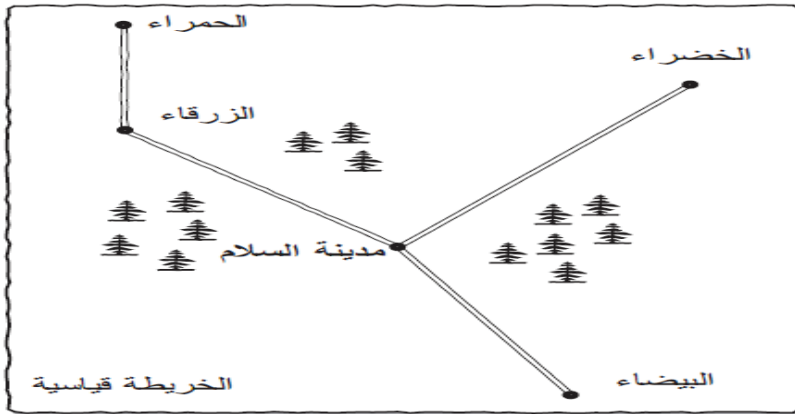 الحمراء
الخضراء
الزرقاء
مدينة السلام
البيضاء
الخريطة قياسية